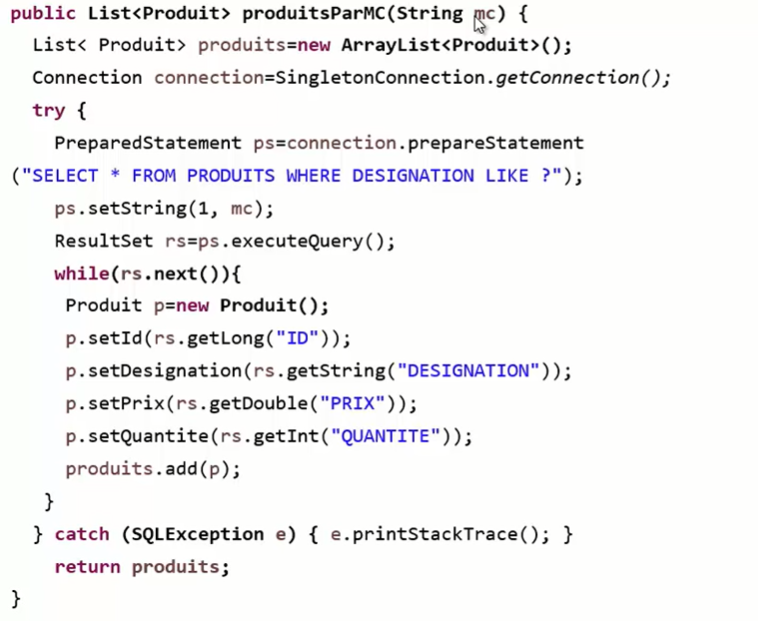 public List<Produit> produitsParMC(String mc) {
List< Produit> produits=new ArrayList<Produit>();
Connection connection=SingletonConnection.getConnection();
try {
PreparedStatement ps=connection.prepareStatement
("SELECT * FROM PRODUITS WHERE DESIGNATION LIKE ?");
ps.setString(1, mc);
ResultSet rs=ps.executeQuery();
while(rs.next()){
Produit p=new Produit();
p.setId(rs.getLong("ID"));
p.setDesignation(rs.getString("DESIGNATION"));
p.setPrix(rs.getDouble("PRIX"));
p.setQuantite(rs.getInt("QUANTITE"));
produits.add(p);
}
} catch (SQLException e) { e.printStackTrace(); }
return produits;
}